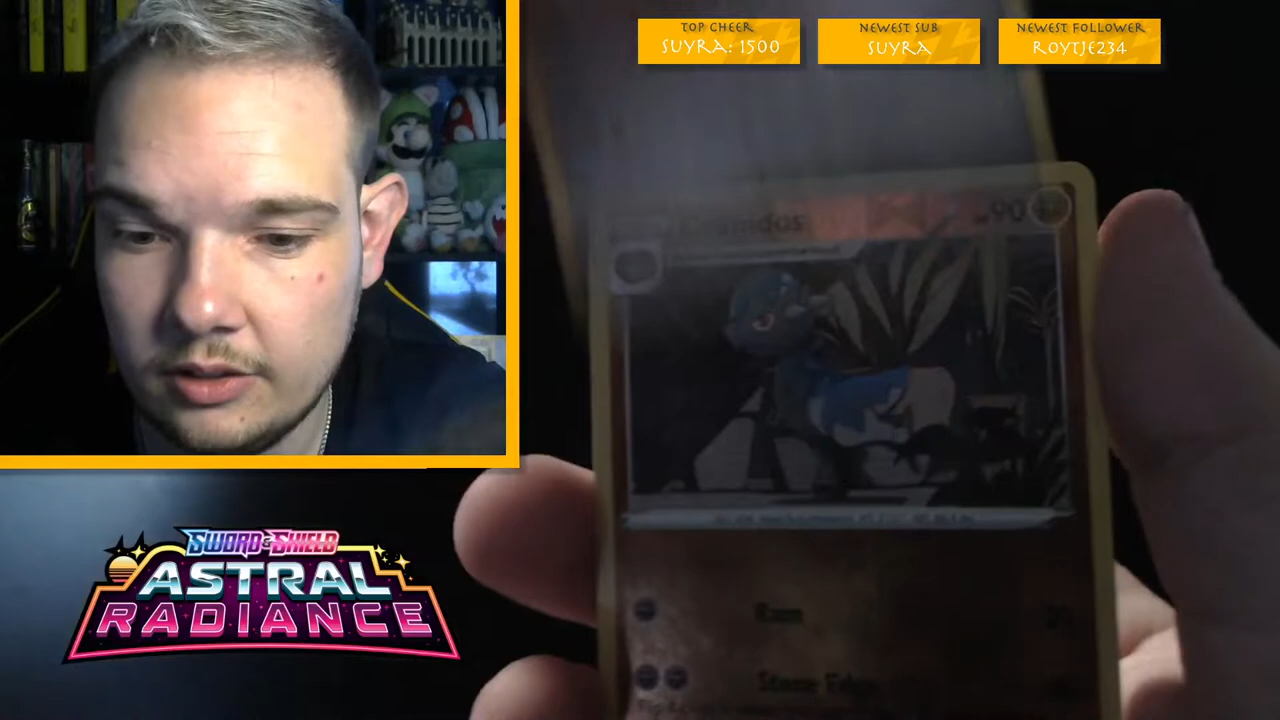 TOP CHEER
SUYRA: 1500
NEWEST SUB
SUYRA
NEWEST FOLLOWER
ROYTJE234
Cranidos
90
Ram
Stone Edge
SWORD & SHIELD
ASTRAL
RADIANCE